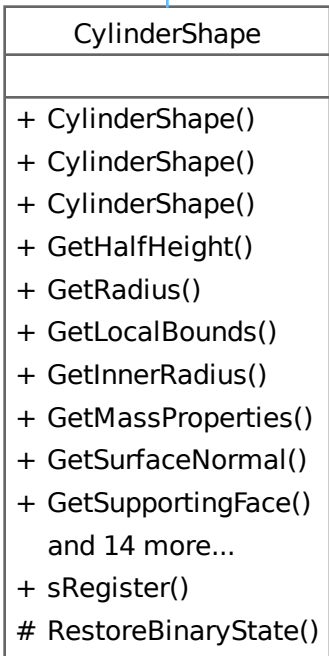 CylinderShape
+ CylinderShape()
+ CylinderShape()
+ CylinderShape()
+ GetHalfHeight()
+ GetRadius()
+ GetLocalBounds()
+ GetInnerRadius()
+ GetMassProperties()
+ GetSurfaceNormal()
+ GetSupportingFace()
and 14 more...
+ sRegister()
# RestoreBinaryState()